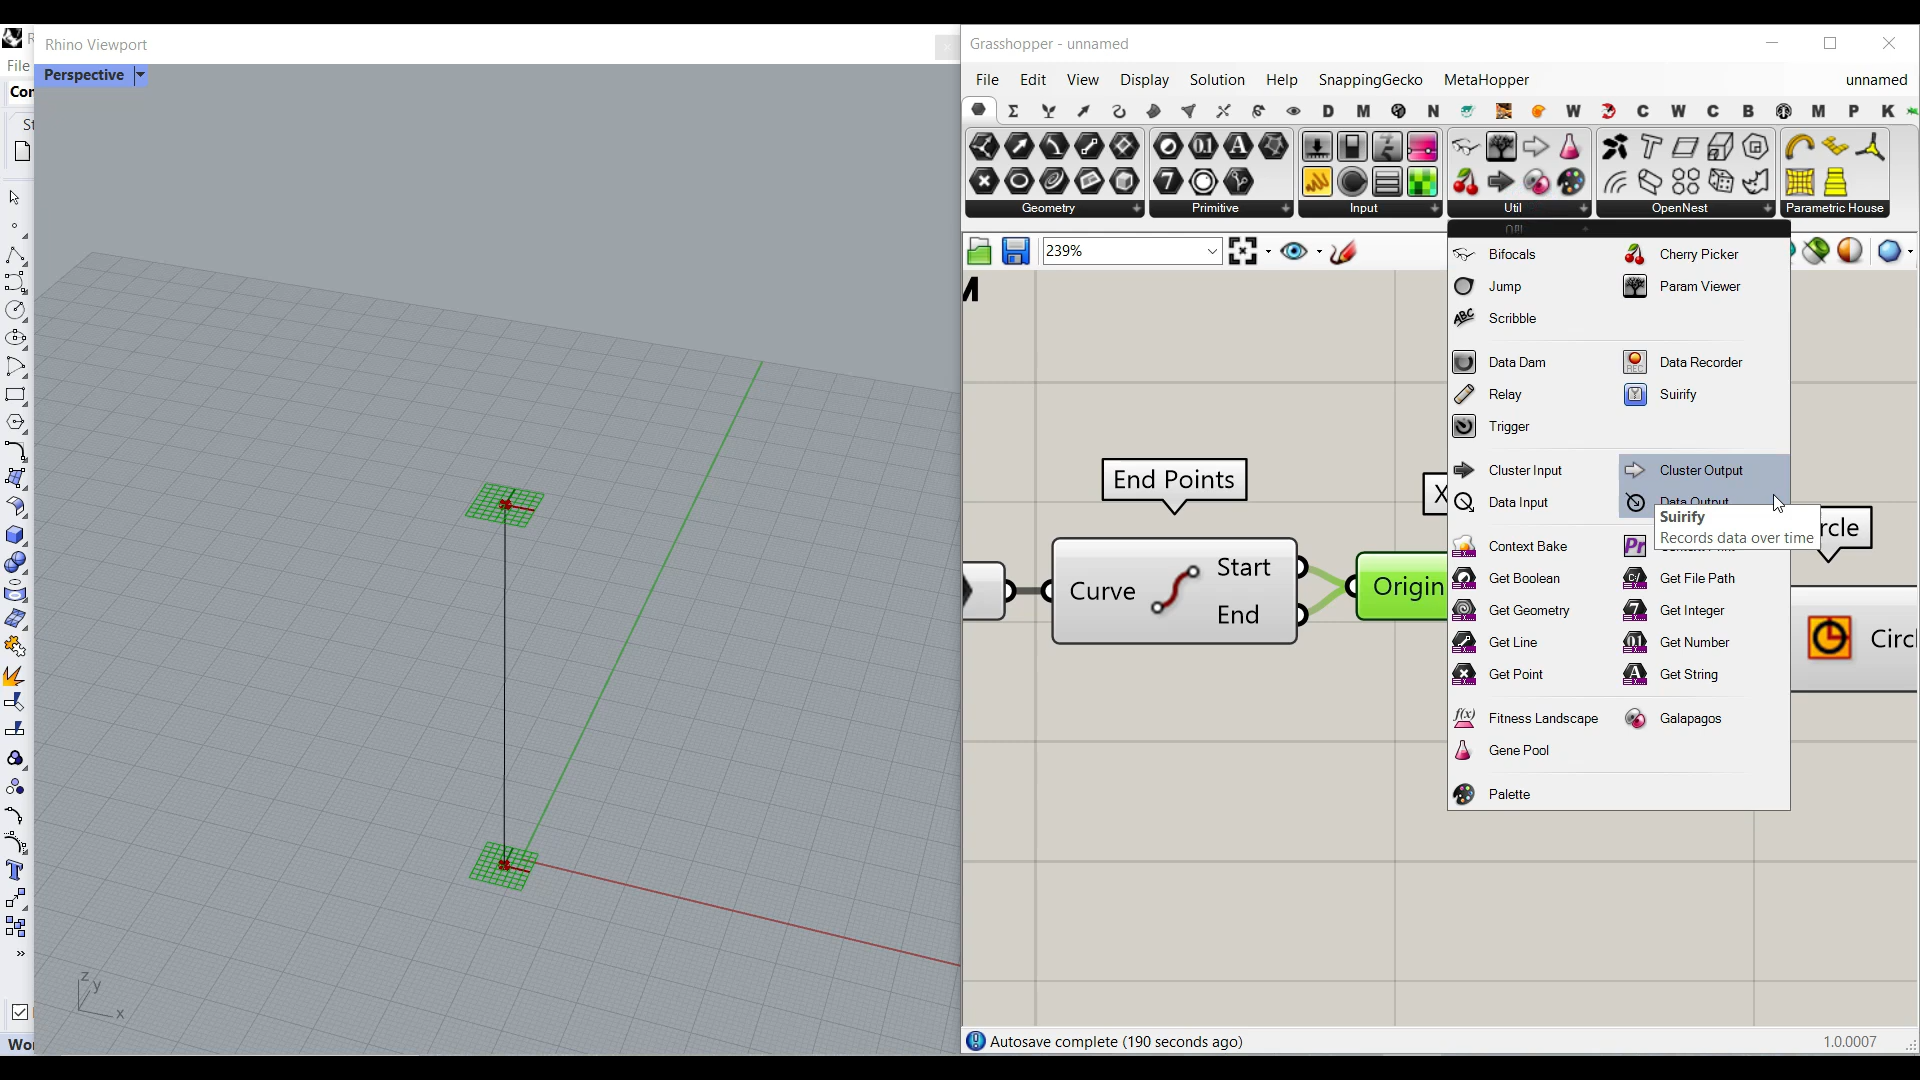 Rhino Viewport
Perspective
File
Grasshopper - unnamed
File Edit View Display Solution Help SnappingGecko MetaHopper unnamed
D M N W C W C B M P K
Geometry Primitive Input Util OpenNest Parametric House
239%
Bifocals Cherry Picker
Jump Param Viewer
Scribble
Data Dam Data Recorder
Relay Suirify
Trigger
Cluster Input Cluster Output
Data Input Data Output
Suirify
Records data over time
Context Bake
Get Boolean Get File Path
Get Geometry Get Integer
Get Line Get Number
Get Point Get String
Fitness Landscape Galapagos
Gene Pool
Palette
End Points
X
rcle
Curve Start
End
Origin
Circl
z
y
x
Autosave complete (190 seconds ago)
1.0.0007